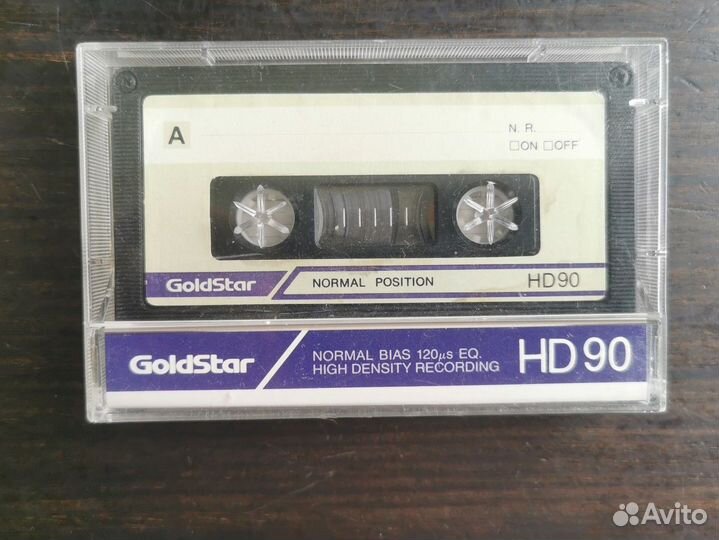 A
N. R.
□ON □OFF
GoldStar NORMAL POSITION HD90
GoldStar NORMAL BIAS 120µs EQ. HD90
HIGH DENSITY RECORDING
Avito